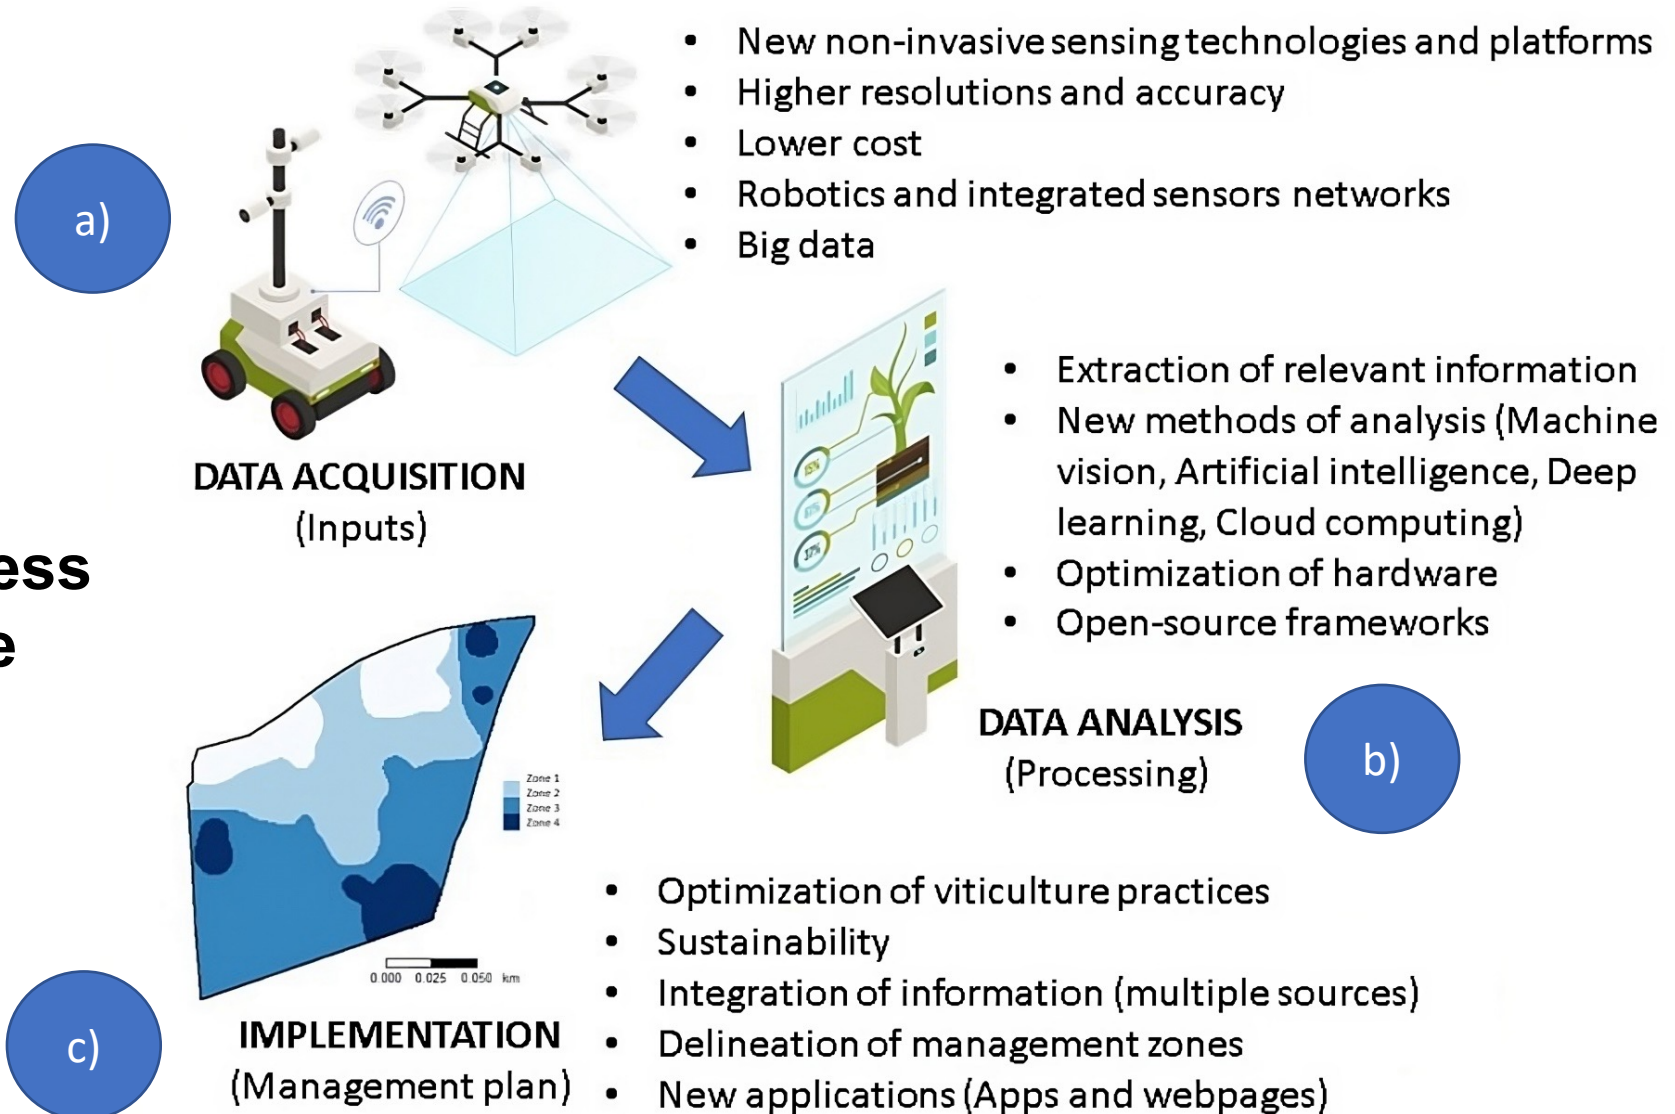 a)
• New non-invasive sensing technologies and platforms
• Higher resolutions and accuracy
• Lower cost
• Robotics and integrated sensors networks
• Big data
DATA ACQUISITION
(Inputs)
ess
e
15%
37%
• Extraction of relevant information
• New methods of analysis (Machine
vision, Artificial intelligence, Deep
learning, Cloud computing)
• Optimization of hardware
• Open-source frameworks
DATA ANALYSIS
(Processing)
b)
Zone 1
Zone 2
Zone 3
Zone 4
0.000 0.025 0.050 km
IMPLEMENTATION
(Management plan)
c)
• Optimization of viticulture practices
• Sustainability
• Integration of information (multiple sources)
• Delineation of management zones
• New applications (Apps and webpages)